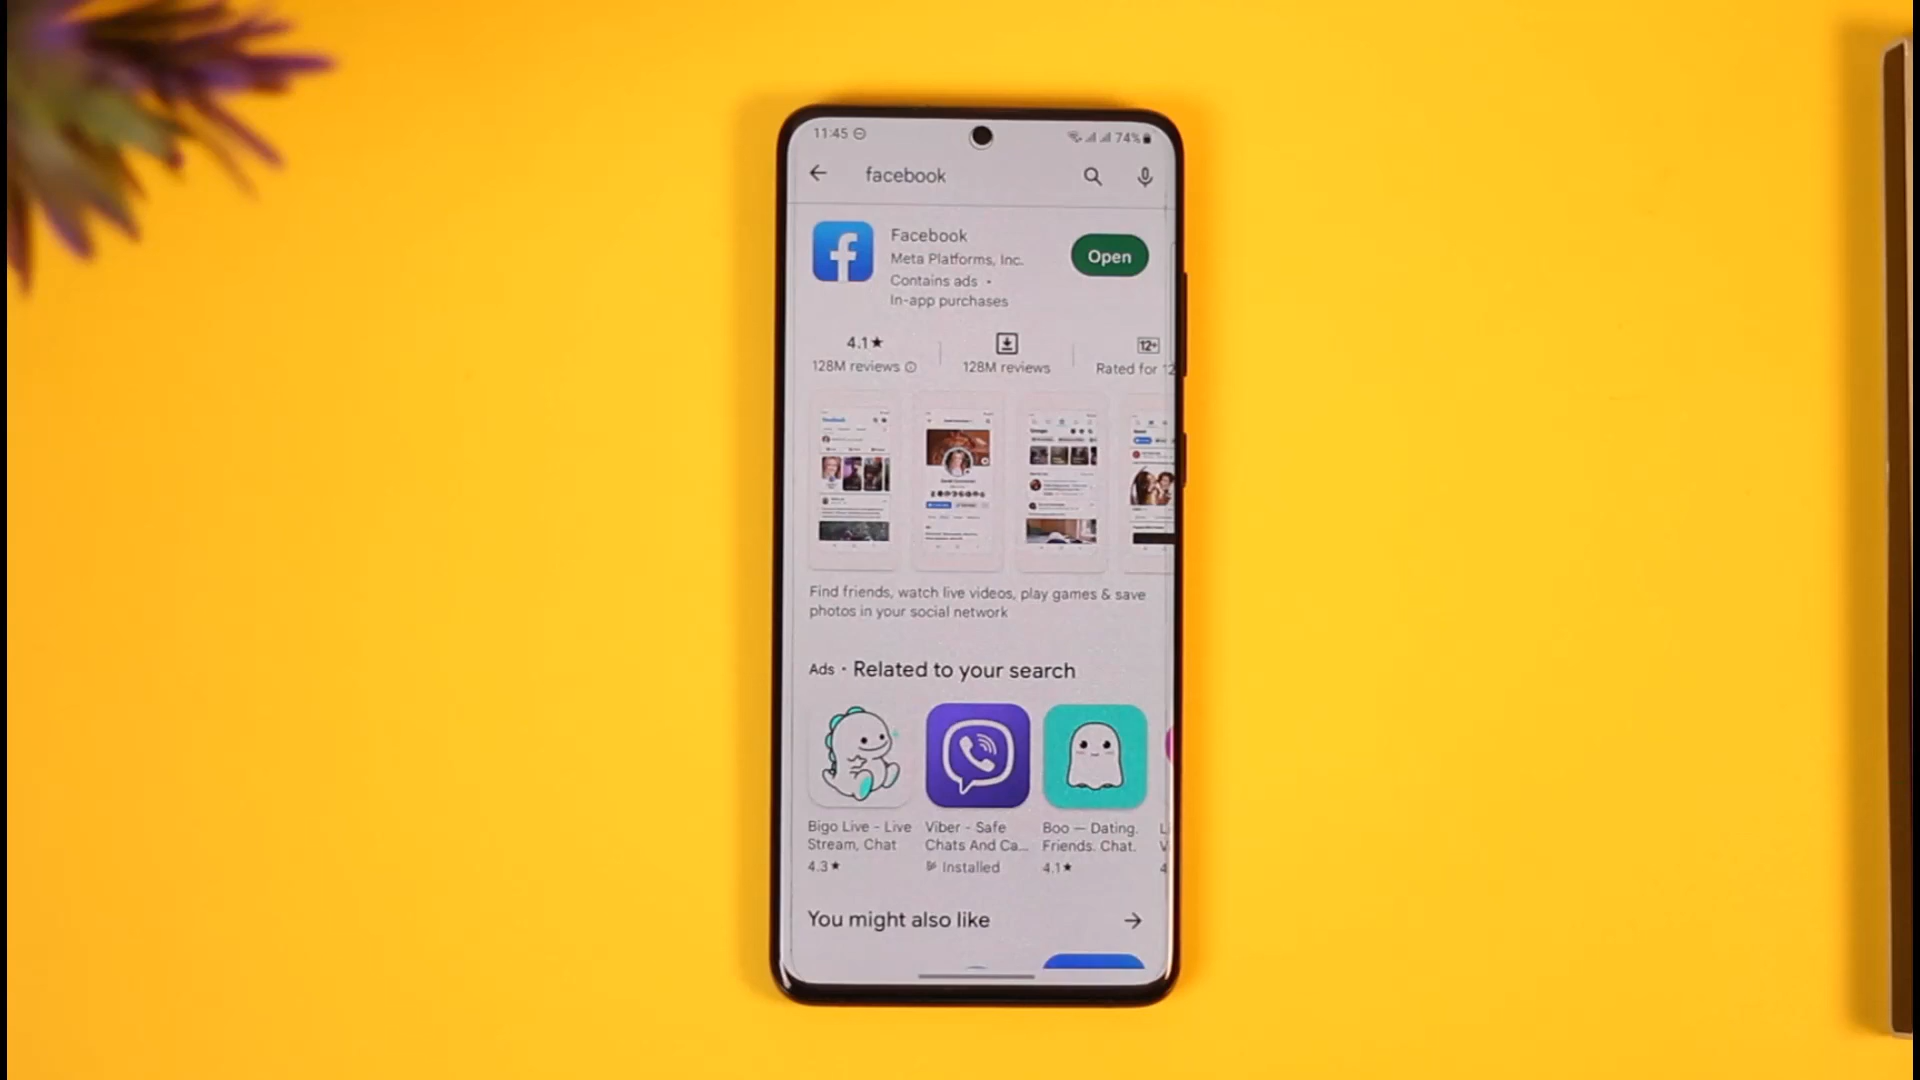 11:45
74%
facebook
Facebook
Meta Platforms, Inc.
Contains ads •
In-app purchases
Open
4.1★
128M reviews
128M reviews
12+
Rated for 12
Find friends, watch live videos, play games & save
photos in your social network
Ads • Related to your search
Bigo Live - Live
Stream, Chat
4.3★
Viber - Safe
Chats And Ca...
Installed
Boo — Dating.
Friends. Chat.
4.1★
L
V
4
You might also like